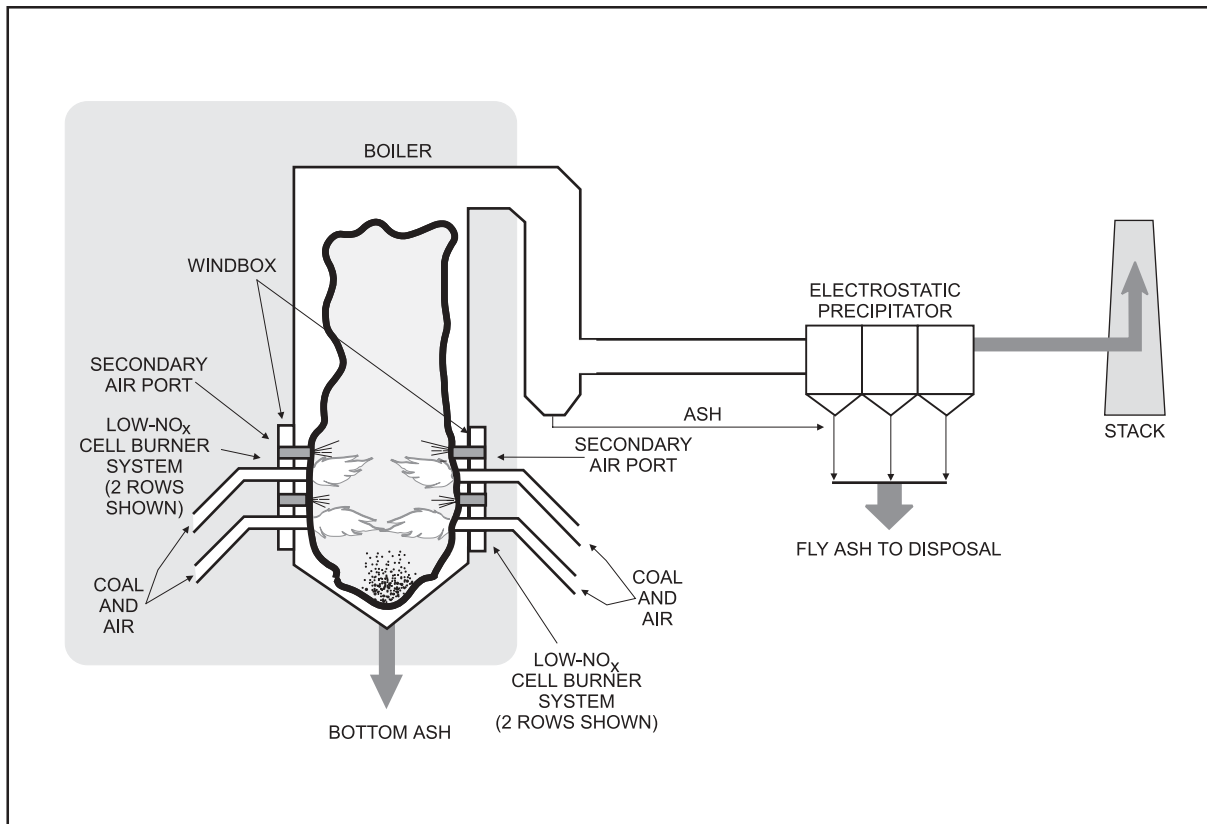 BOILER
WINDBOX
ELECTROSTATIC
PRECIPITATOR
SECONDARY
AIR PORT
LOW-NOX
CELL BURNER
SYSTEM
(2 ROWS
SHOWN)
ASH
SECONDARY
AIR PORT
STACK
FLY ASH TO DISPOSAL
COAL
AND
AIR
COAL
AND
AIR
LOW-NOX
CELL BURNER
SYSTEM
(2 ROWS SHOWN)
BOTTOM ASH